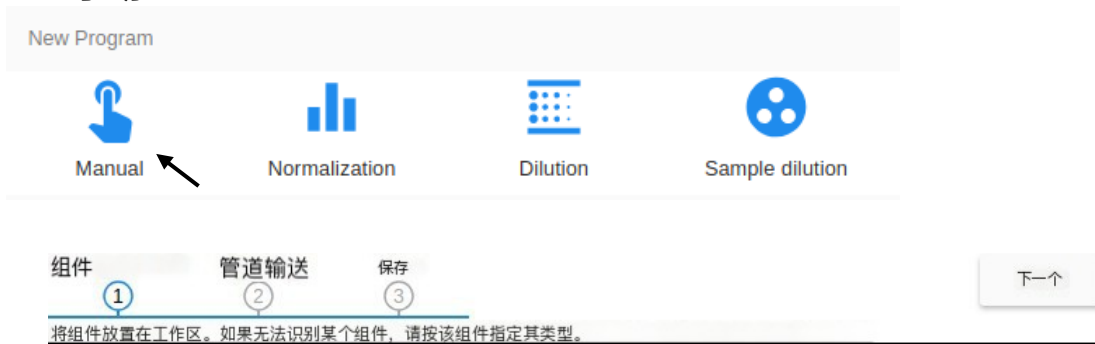 New Program
Manual Normalization Dilution Sample dilution
组件 管道输送 保存 下一个
1 2 3
将组件放置在工作区。如果无法识别某个组件，请按该组件指定其类型。